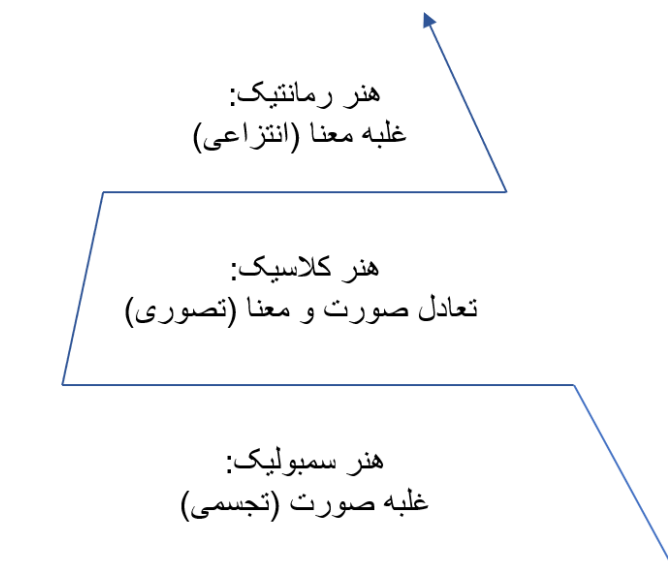 هنر رمانتیک:
غلبه معنا (انتزاعی)
هنر کلاسیک:
تعادل صورت و معنا (تصوری)
هنر سمبولیک:
غلبه صورت (تجسمی)